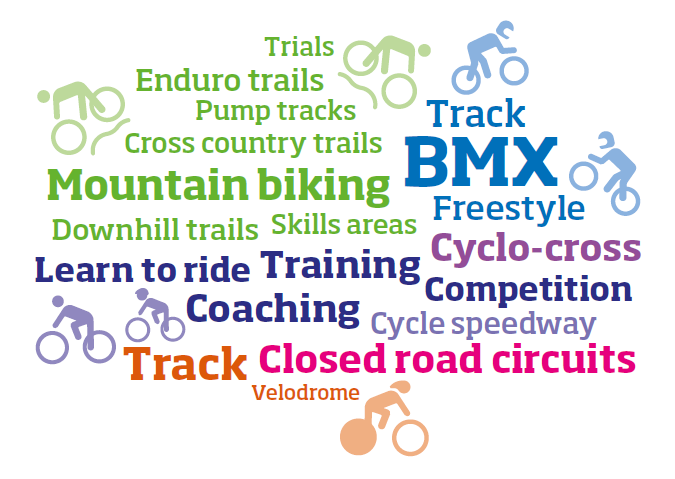 Trials
Enduro trails
Pump tracks
Track
Cross country trails
BMX
Mountain biking
Freestyle
Downhill trails
Skills areas
Cyclo-cross
Learn to ride
Training
Competition
Coaching
Cycle speedway
Track
Closed road circuits
Velodrome